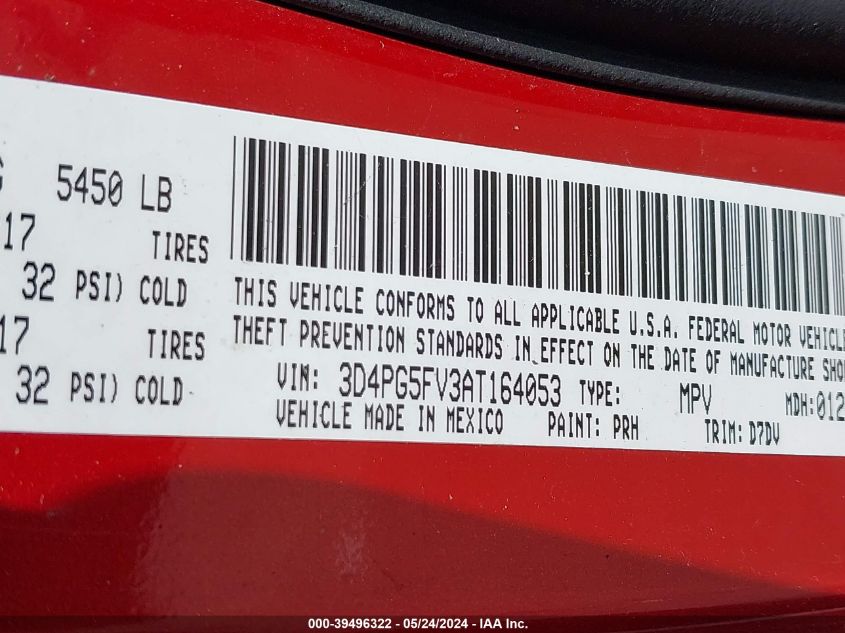 5450 LB
17 TIRES
32 PSI) COLD
17 TIRES
32 PSI) COLD
THIS VEHICLE CONFORMS TO ALL APPLICABLE U.S.A. FEDERAL MOTOR VEHICLE
THEFT PREVENTION STANDARDS IN EFFECT ON THE DATE OF MANUFACTURE SHO
VIN: 3D4PG5FV3AT164053 TYPE: MPV MDH:012
VEHICLE MADE IN MEXICO PAINT: PRH TRIM: D7DV
000-39496322 - 05/24/2024 - IAA Inc.